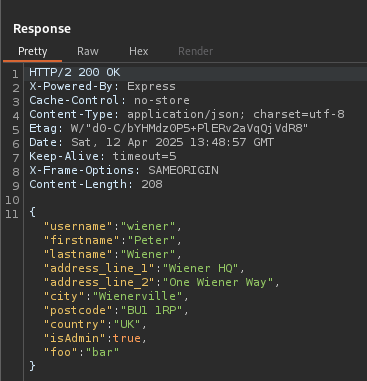 Response
Pretty Raw Hex Render
1 HTTP/2 200 OK
2 X-Powered-By: Express
3 Cache-Control: no-store
4 Content-Type: application/json; charset=utf-8
5 Etag: W/"d0-C/bYHMdz0P5+PlERv2aVqQjVdR8"
6 Date: Sat, 12 Apr 2025 13:48:57 GMT
7 Keep-Alive: timeout=5
8 X-Frame-Options: SAMEORIGIN
9 Content-Length: 208
10
11 {
"username":"wiener",
"firstname":"Peter",
"lastname":"Wiener",
"address_line_1":"Wiener HQ",
"address_line_2":"One Wiener Way",
"city":"Wienerville",
"postcode":"BU1 1RP",
"country":"UK",
"isAdmin":true,
"foo":"bar"
}